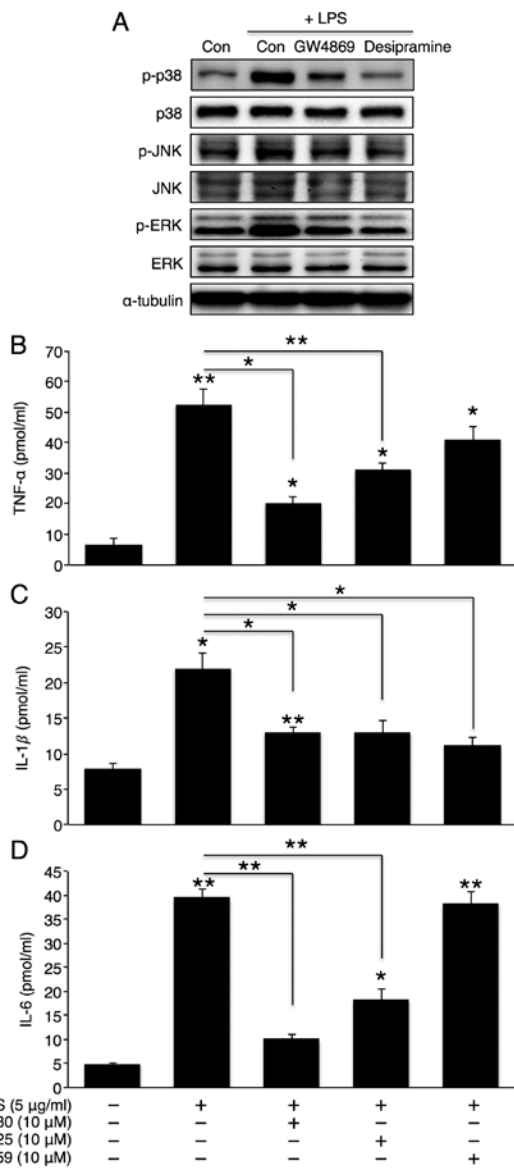 A
+ LPS
Con Con GW4869 Desipramine
p-p38
p38
p-JNK
JNK
p-ERK
ERK
α-tubulin
B
TNF-α (pmol/ml)
70
60
50
40
30
20
10
0
** * * * ** *
C
IL-1β (pmol/ml)
30
25
20
15
10
5
0
* ** * * *
D
IL-6 (pmol/ml)
45
40
35
30
25
20
15
10
5
0
** ** ** * **
S (5 μg/ml) – + + + +
30 (10 μM) – – + – –
25 (10 μM) – – – + –
59 (10 μM) – – – – +